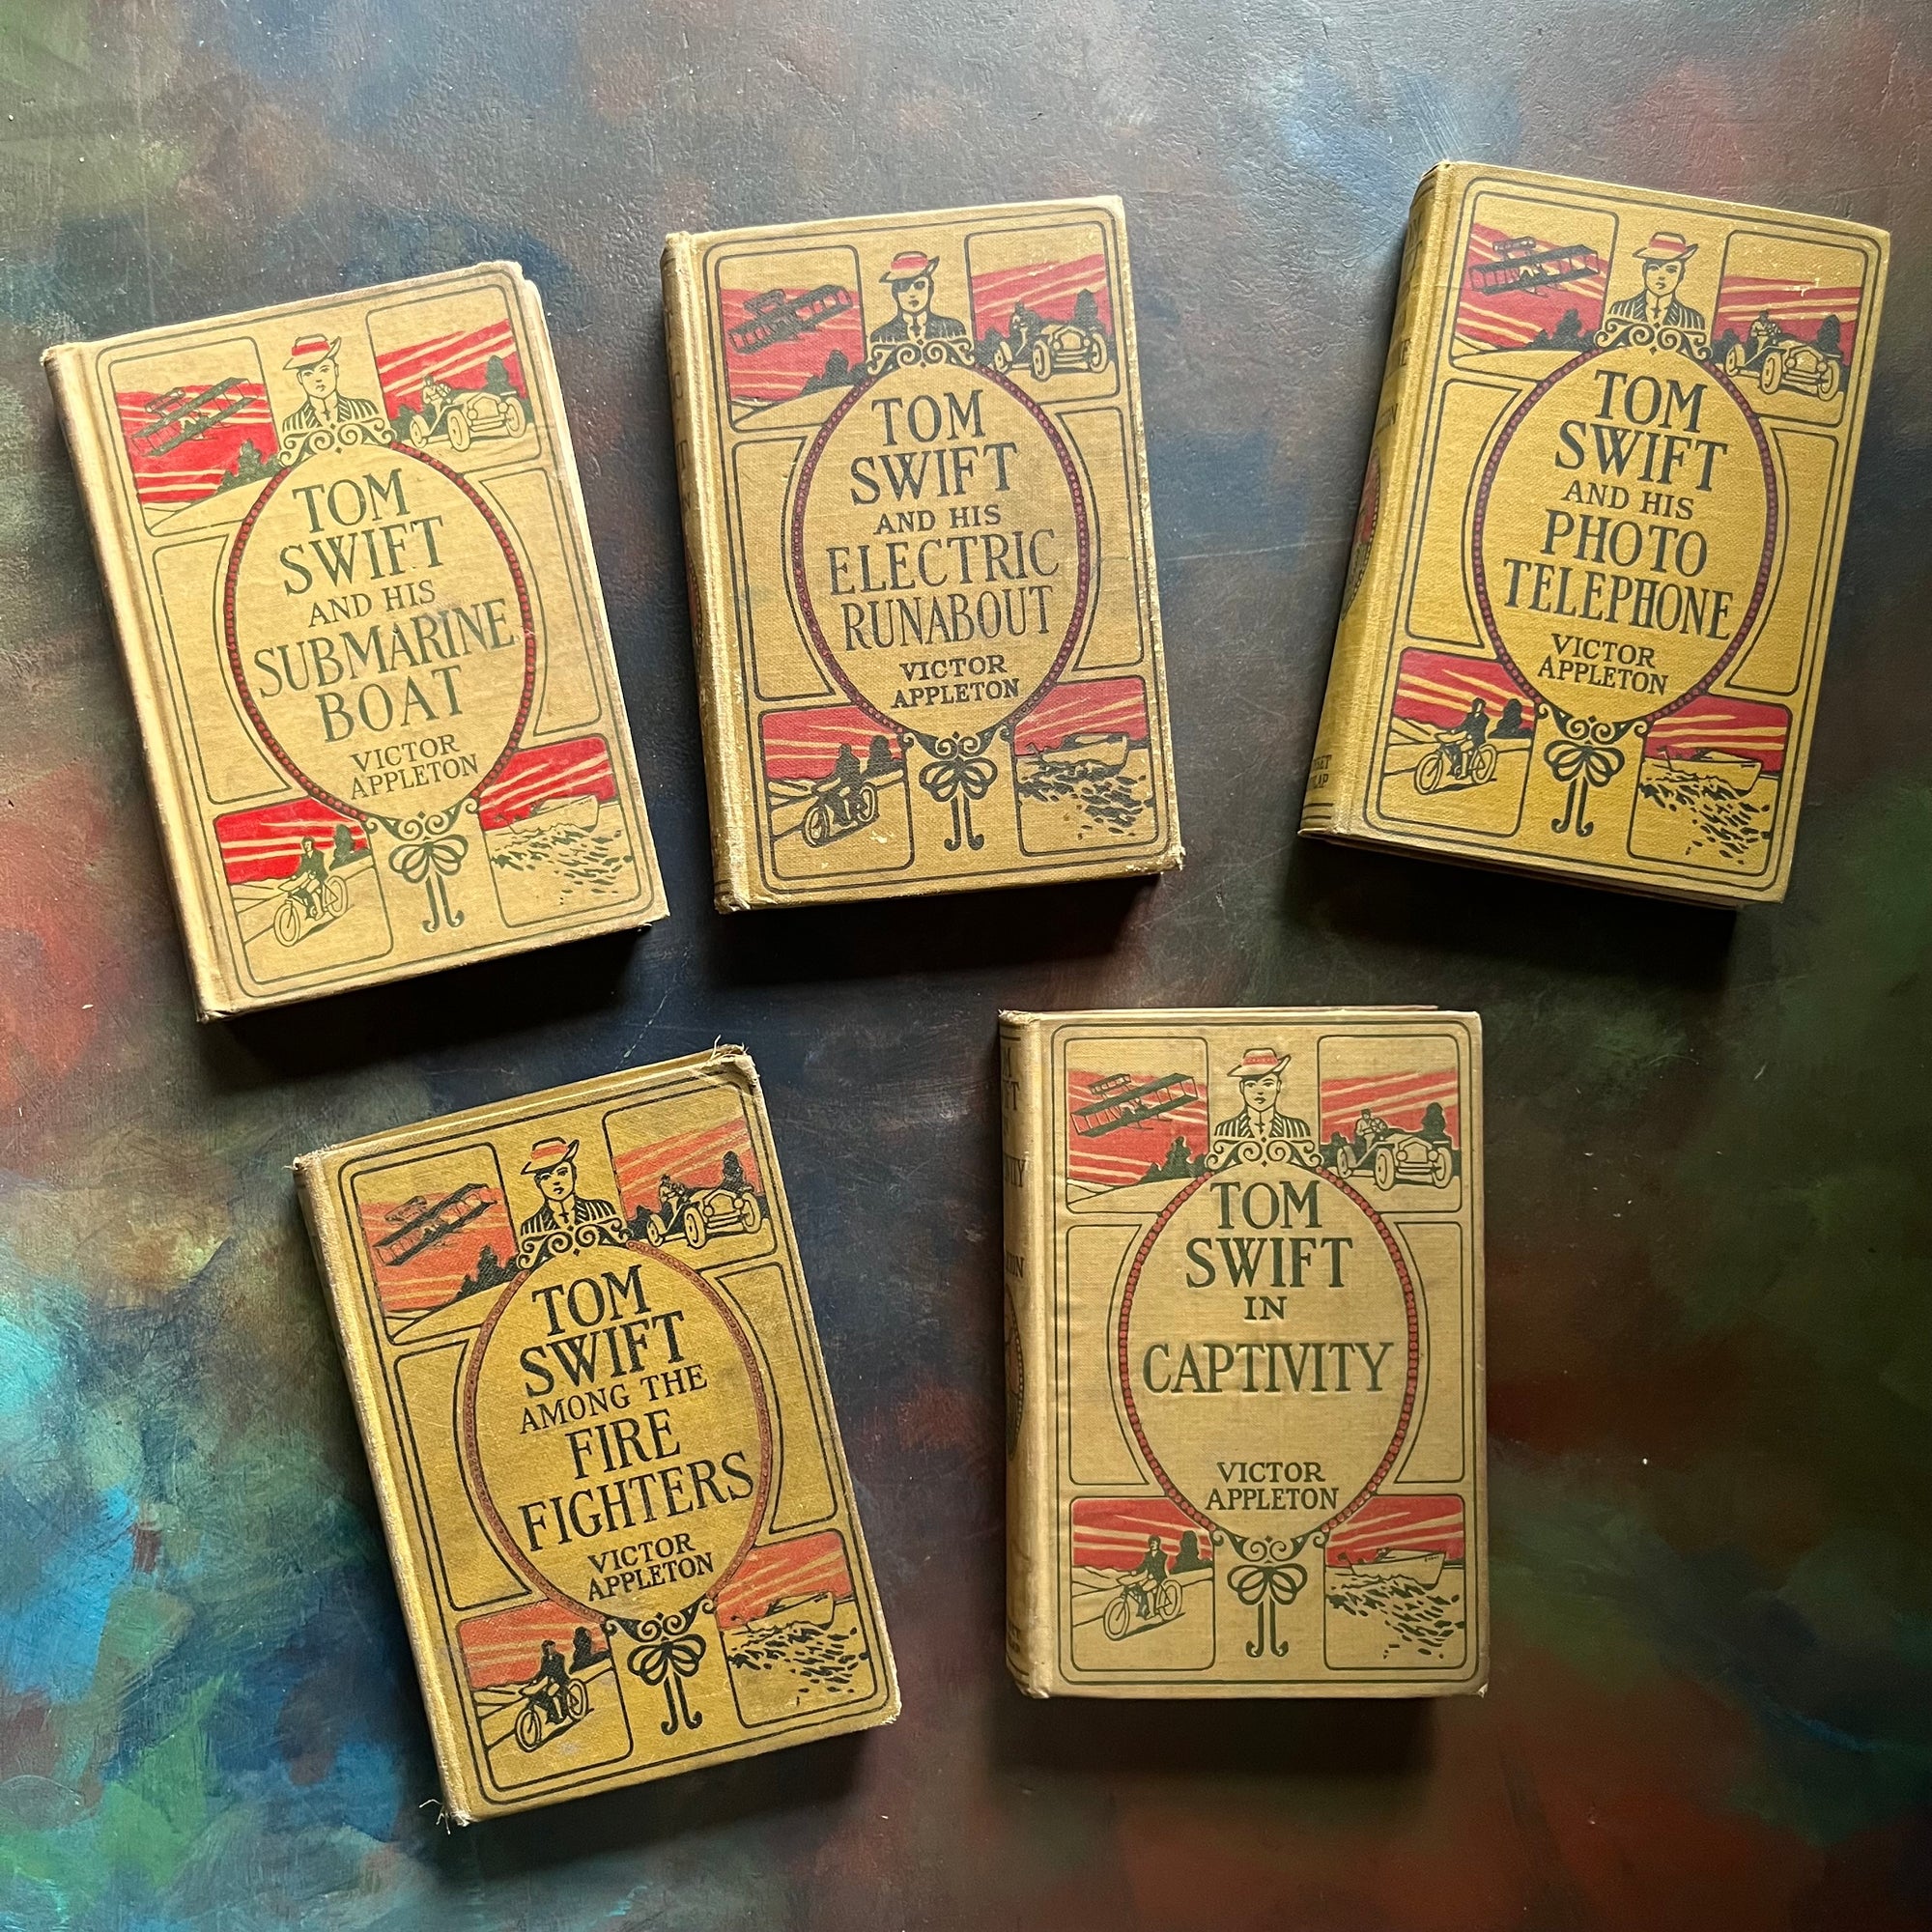 TOM
SWIFT
AND HIS
SUBMARINE
BOAT
VICTOR
APPLETON
TOM
SWIFT
AND HIS
ELECTRIC
RUNABOUT
VICTOR
APPLETON
TOM
SWIFT
AND HIS
PHOTO
TELEPHONE
VICTOR
APPLETON
TOM
SWIFT
AMONG THE
FIRE
FIGHTERS
VICTOR
APPLETON
TOM
SWIFT
IN
CAPTIVITY
VICTOR
APPLETON